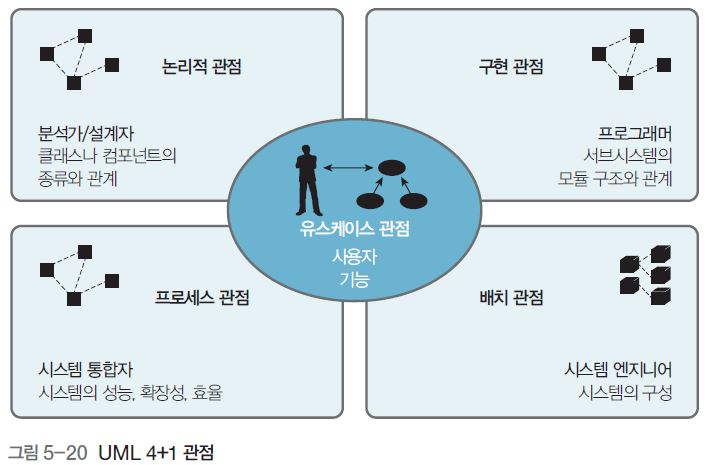 논리적 관점
분석가/설계자
클래스나 컴포넌트의
종류와 관계
구현 관점
프로그래머
서브시스템의
모듈 구조와 관계
유스케이스 관점
사용자
기능
프로세스 관점
시스템 통합자
시스템의 성능, 확장성, 효율
배치 관점
시스템 엔지니어
시스템의 구성
그림 5-20 UML 4+1 관점